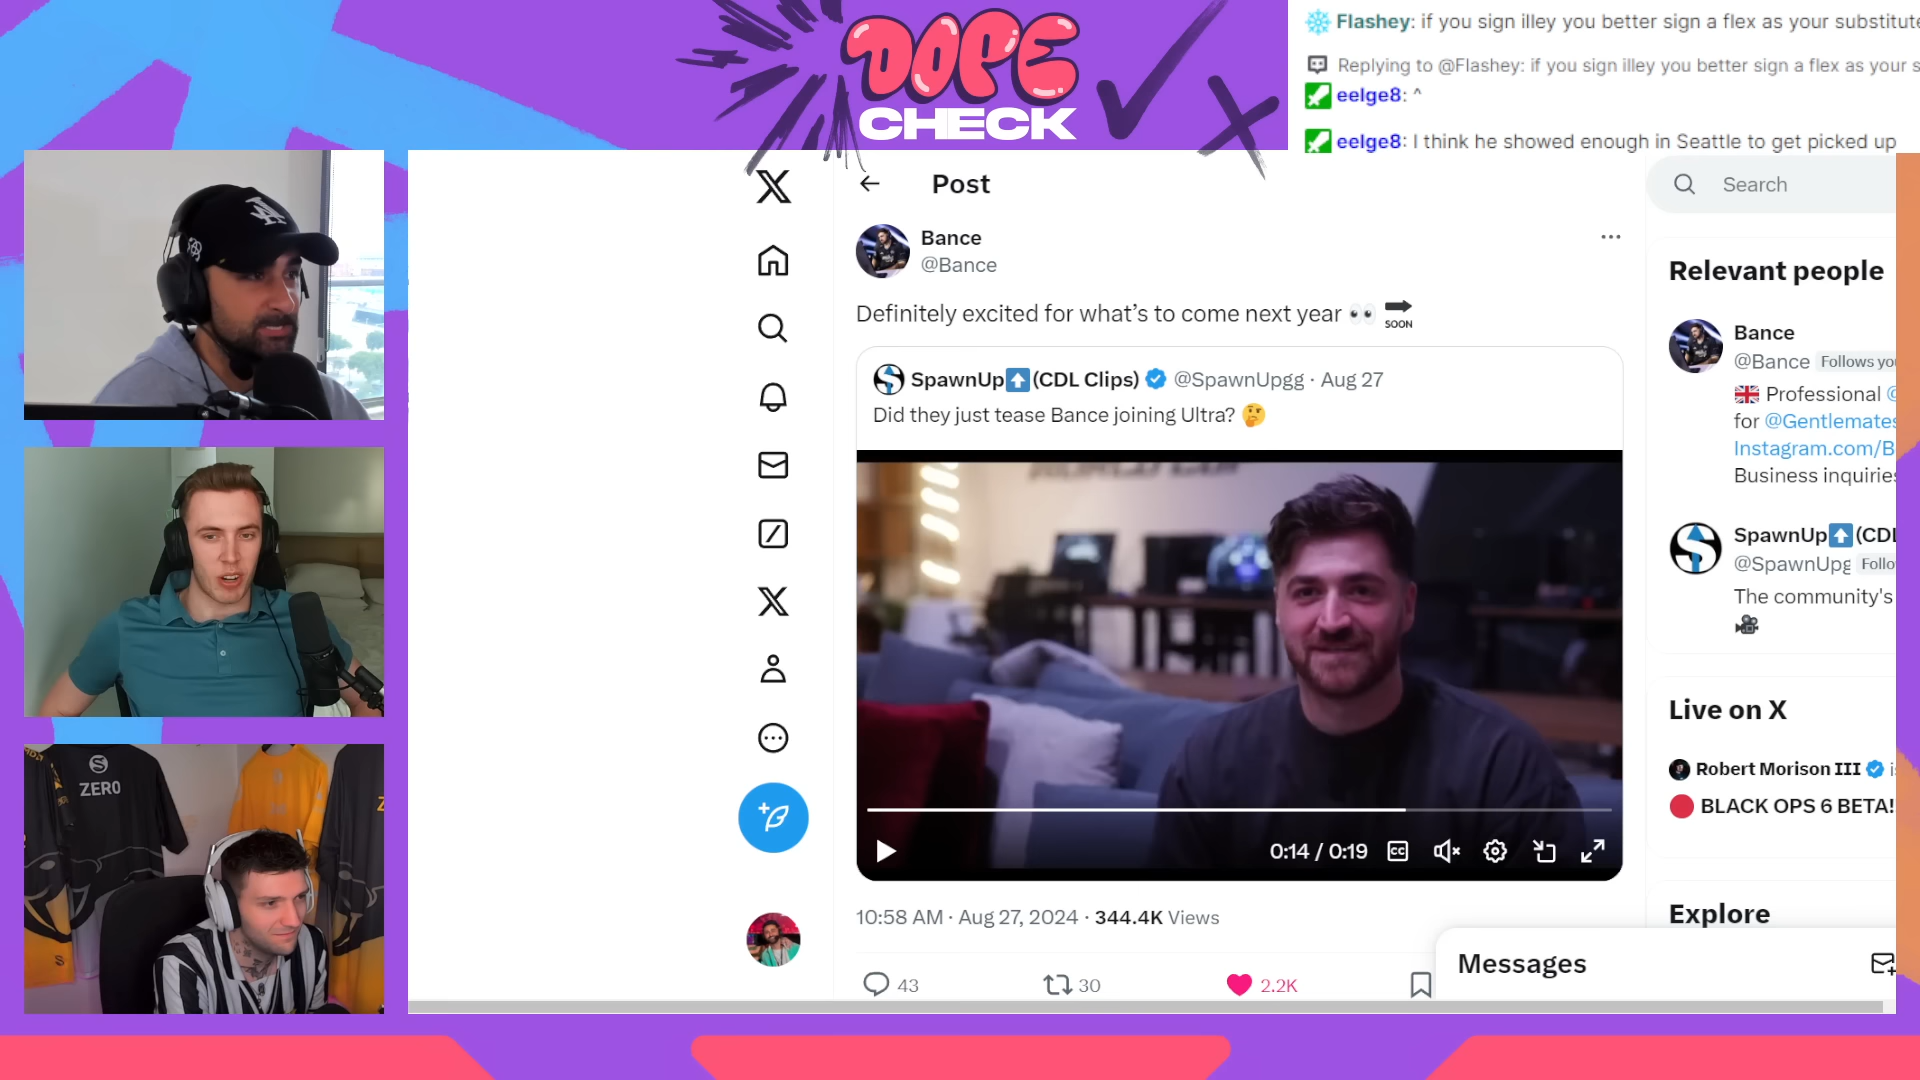 DOPE
CHECK
Flashey: if you sign illey you better sign a flex as your substitute
Replying to @Flashey: if you sign illey you better sign a flex as your s
eelge8: ^
eelge8: I think he showed enough in Seattle to get picked up
Post
Search
Bance
@Bance
Definitely excited for what's to come next year 👀 🔜
SpawnUp⬆️(CDL Clips) @SpawnUpgg · Aug 27
Did they just tease Bance joining Ultra? 🤔
0:14 / 0:19
CC
10:58 AM · Aug 27, 2024 · 344.4K Views
43
30
2.2K
Relevant people
Bance
@Bance Follows you
🇬🇧 Professional @
for @Gentlemates
Instagram.com/B
Business inquiries
SpawnUp⬆️(CDL
@SpawnUpg Follo
The community's
🎥
Live on X
Robert Morison III is
🔴 BLACK OPS 6 BETA!
Explore
Messages
ZERO